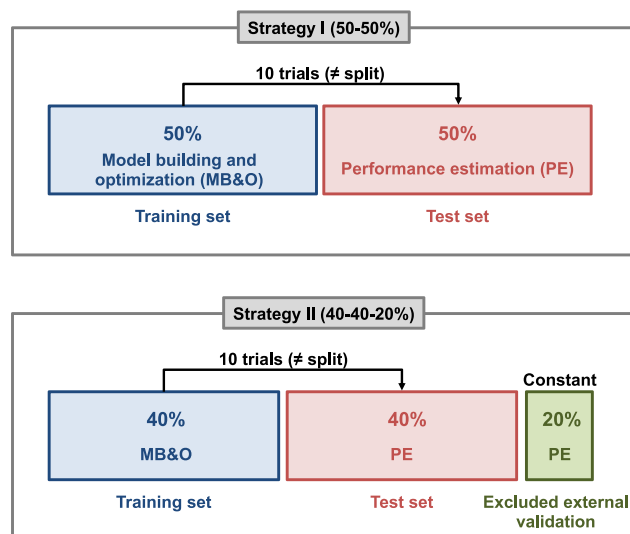 Strategy I (50-50%)
10 trials (≠ split)
50%
Model building and
optimization (MB&O)
50%
Performance estimation (PE)
Training set
Test set
Strategy II (40-40-20%)
10 trials (≠ split)
Constant
40%
MB&O
40%
PE
20%
PE
Training set
Test set
Excluded external
validation